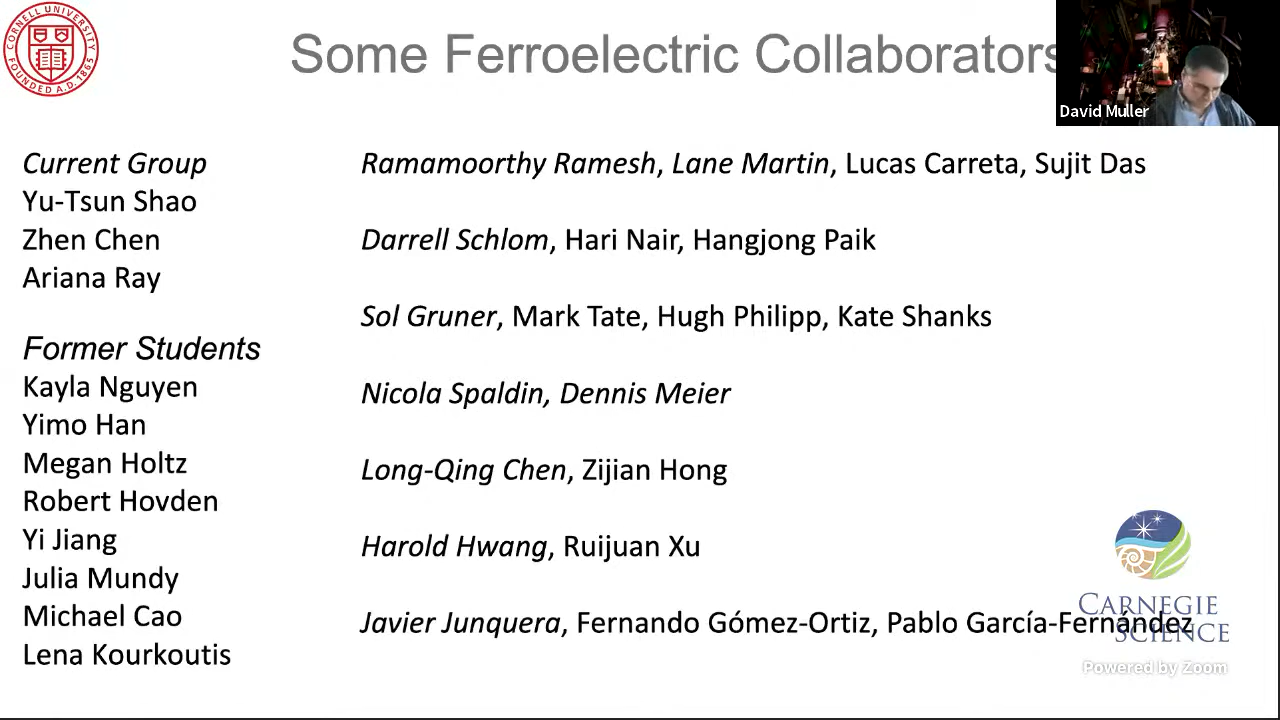 CORNELL UNIVERSITY
FOUNDED A.D. 1865
Some Ferroelectric Collaborators
David Muller
Current Group
Yu-Tsun Shao
Zhen Chen
Ariana Ray
Former Students
Kayla Nguyen
Yimo Han
Megan Holtz
Robert Hovden
Yi Jiang
Julia Mundy
Michael Cao
Lena Kourkoutis
Ramamoorthy Ramesh, Lane Martin, Lucas Carreta, Sujit Das
Darrell Schlom, Hari Nair, Hangjong Paik
Sol Gruner, Mark Tate, Hugh Philipp, Kate Shanks
Nicola Spaldin, Dennis Meier
Long-Qing Chen, Zijian Hong
Harold Hwang, Ruijuan Xu
Javier Junquera, Fernando Gómez-Ortiz, Pablo García-Fernández
CARNEGIE
SCIENCE
Powered by Zoom